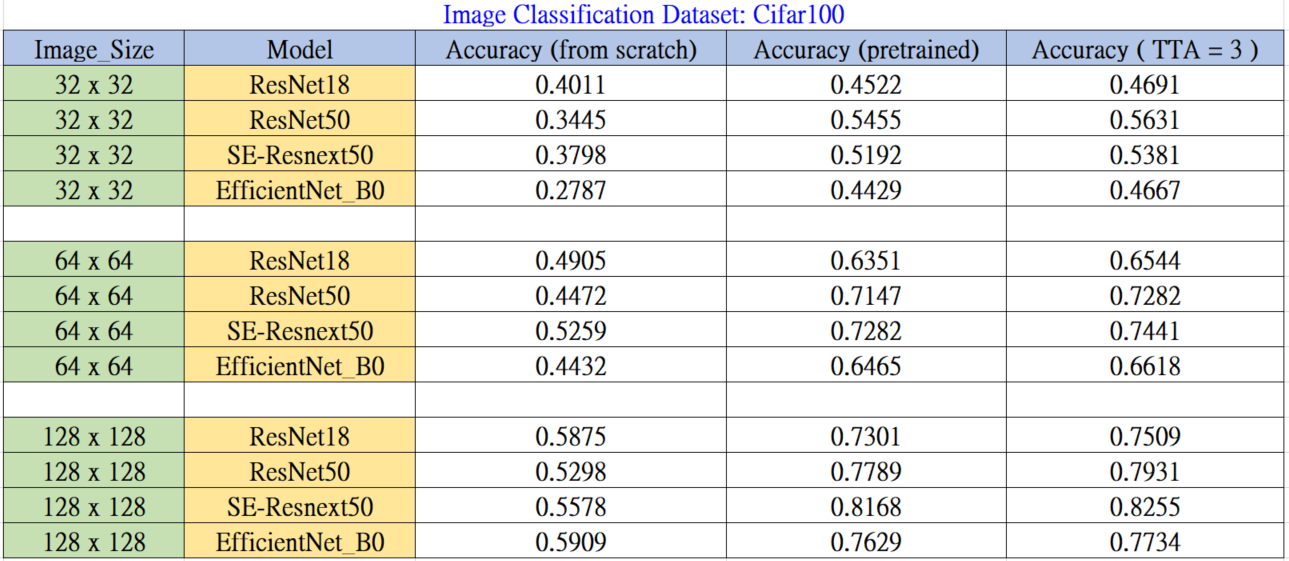 Image Classification Dataset: Cifar100
Image_Size Model Accuracy (from scratch) Accuracy (pretrained) Accuracy ( TTA = 3 )
32 x 32 ResNet18 0.4011 0.4522 0.4691
32 x 32 ResNet50 0.3445 0.5455 0.5631
32 x 32 SE-Resnext50 0.3798 0.5192 0.5381
32 x 32 EfficientNet_B0 0.2787 0.4429 0.4667
64 x 64 ResNet18 0.4905 0.6351 0.6544
64 x 64 ResNet50 0.4472 0.7147 0.7282
64 x 64 SE-Resnext50 0.5259 0.7282 0.7441
64 x 64 EfficientNet_B0 0.4432 0.6465 0.6618
128 x 128 ResNet18 0.5875 0.7301 0.7509
128 x 128 ResNet50 0.5298 0.7789 0.7931
128 x 128 SE-Resnext50 0.5578 0.8168 0.8255
128 x 128 EfficientNet_B0 0.5909 0.7629 0.7734